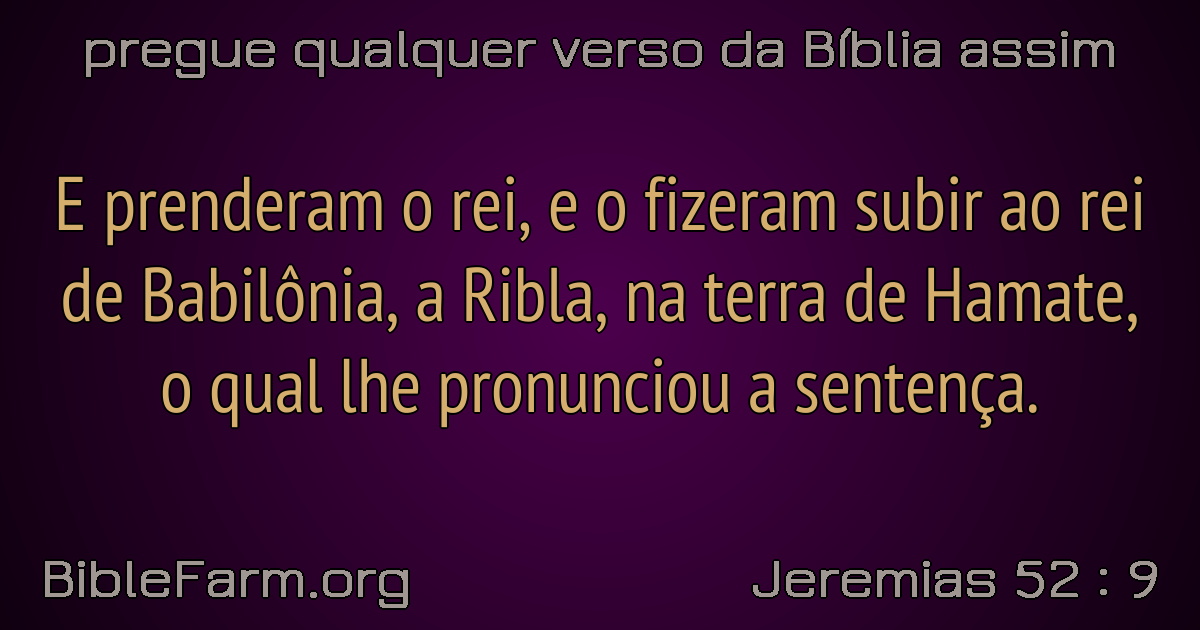 pregue qualquer verso da Bíblia assim
E prenderam o rei, e o fizeram subir ao rei
de Babilônia, a Ribla, na terra de Hamate,
o qual lhe pronunciou a sentença.
BibleFarm.org
Jeremias 52 : 9